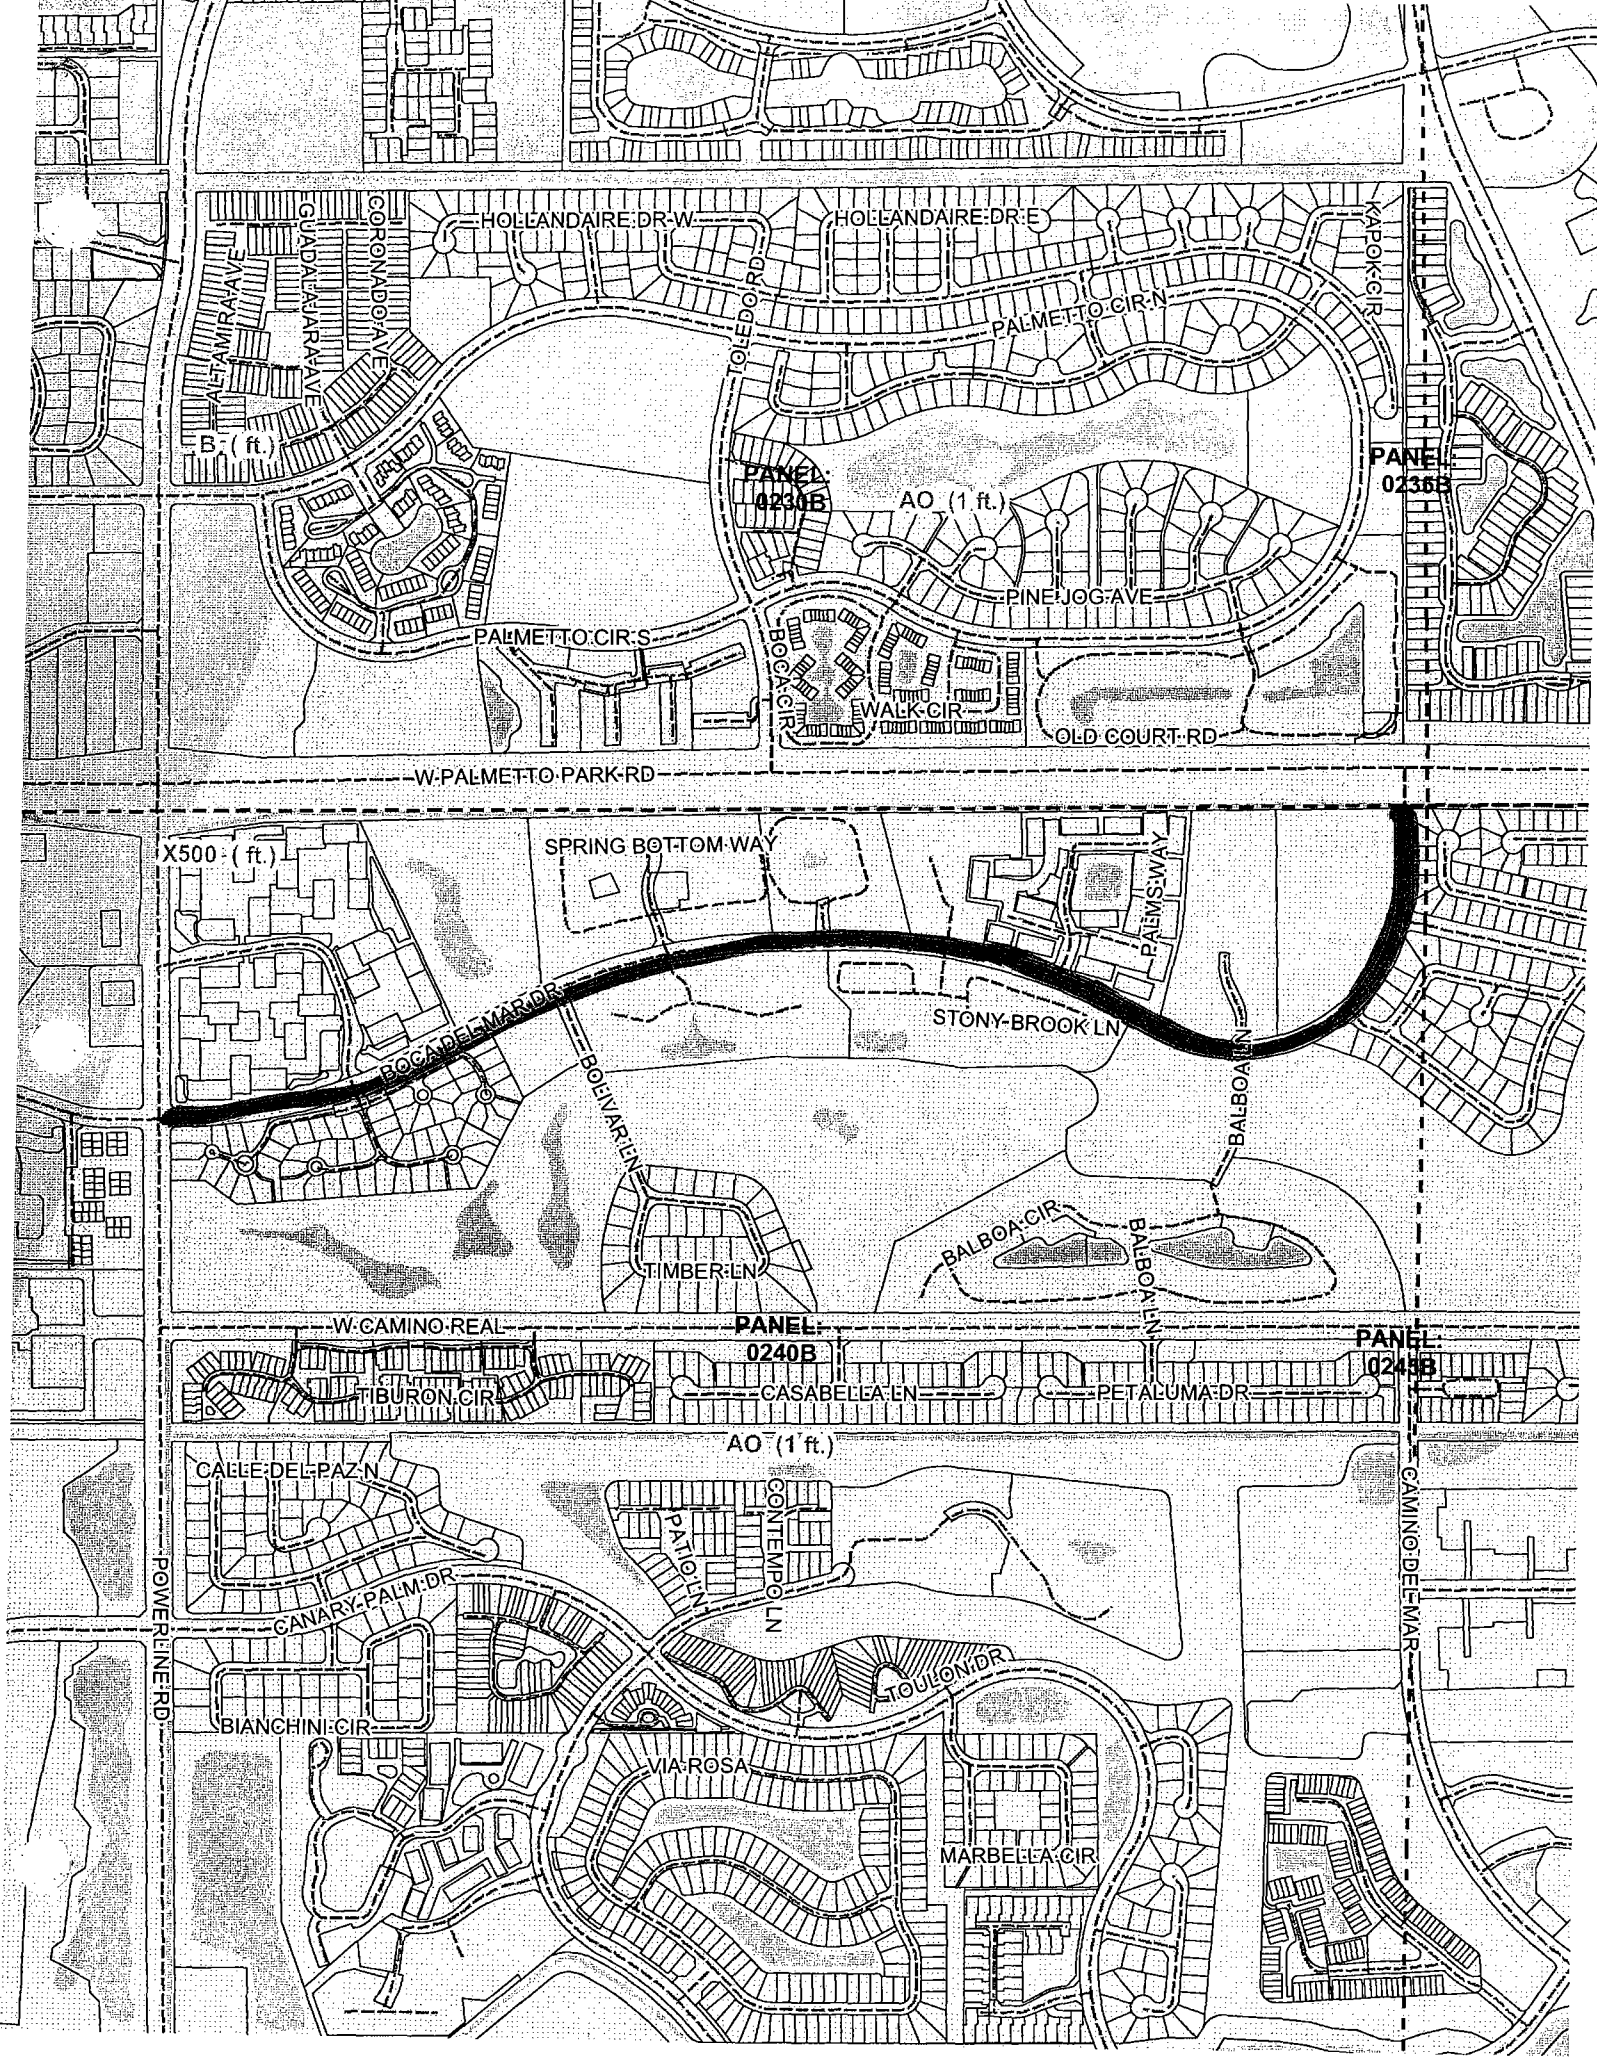 HOLLANDAIRE DR W
HOLLANDAIRE DR E
KAPOK CIR
CORONADO AVE
GUADALAJARA AVE
ALTAMIRA AVE
TOLEDO RD
PALMETTO CIR N
B ( ft.)
PANEL:
0230B
AO (1 ft.)
PANEL:
0235B
PINE JOG AVE
PALMETTO CIR S
BOCA CIR
WALK CIR
OLD COURT RD
W PALMETTO PARK RD
X500 ( ft.)
SPRING BOTTOM WAY
PALMS WAY
BOCA DEL MAR DR
STONY BROOK LN
BOLIVAR LN
BALBOA LN
TIMBER LN
BALBOA CIR
BALBOA LN
W CAMINO REAL
PANEL:
0240B
PANEL:
0245B
TIBURON CIR
CASABELLA LN
PETALUMA DR
AO (1 ft.)
CALLE DEL PAZ N
PATIO LN
CONTEMPO LN
CAMINO DEL MAR
POWERLINE RD
CANARY PALM DR
TOULON DR
BIANCHINI CIR
VIA ROSA
MARBELLA CIR